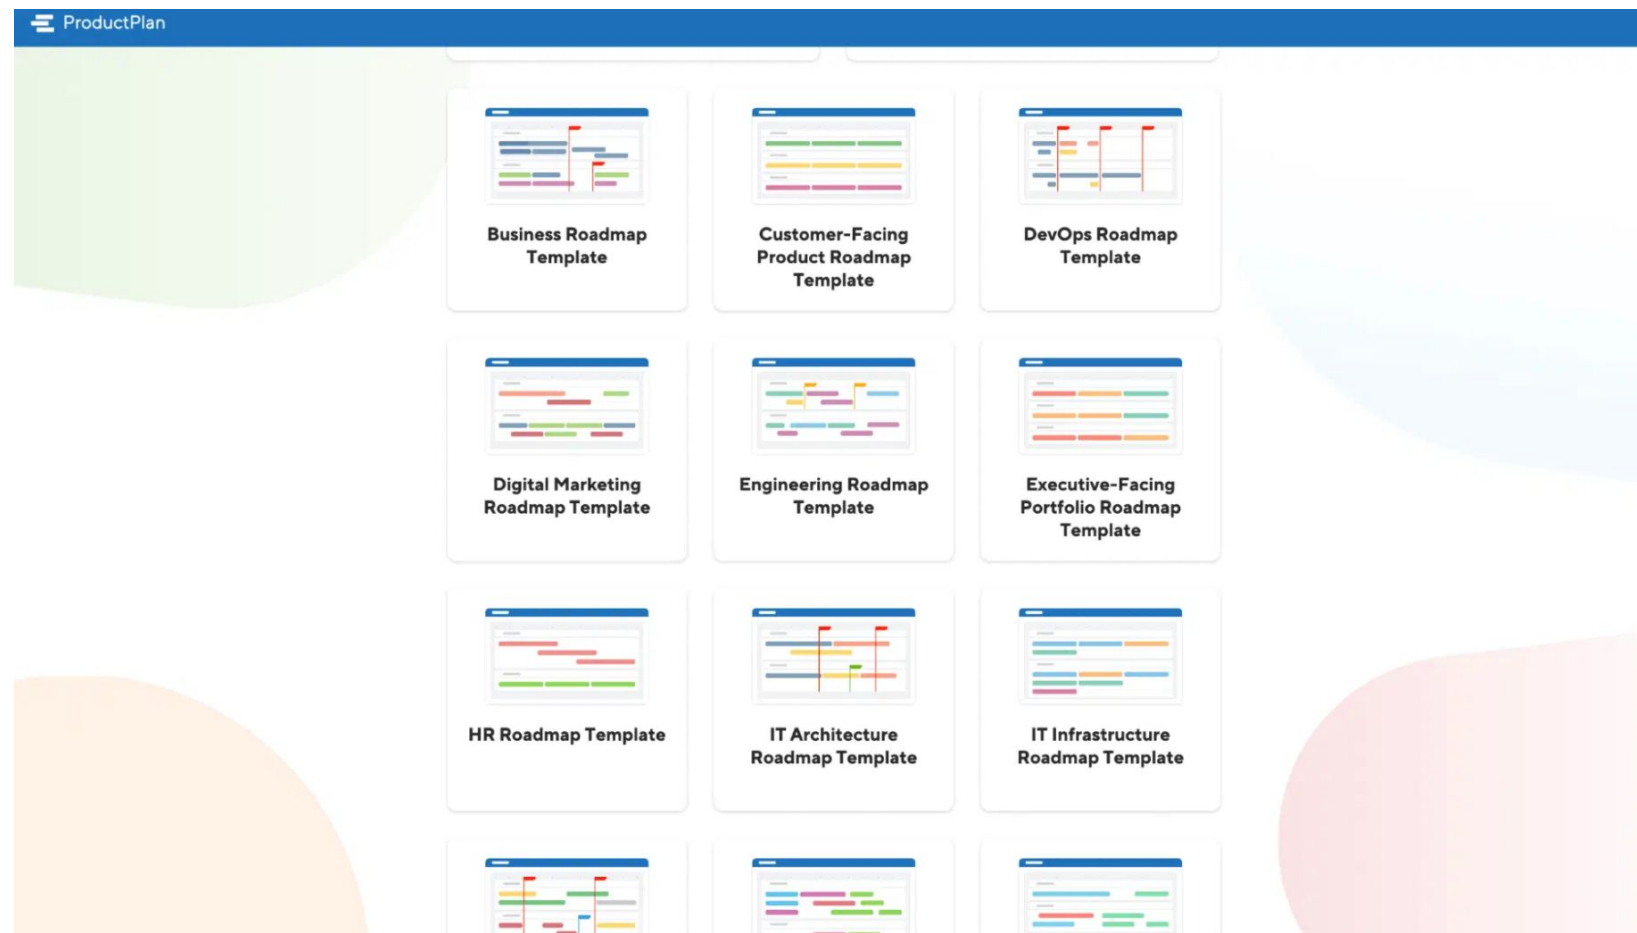 ProductPlan
Business Roadmap
Template
Customer-Facing
Product Roadmap
Template
DevOps Roadmap
Template
Digital Marketing
Roadmap Template
Engineering Roadmap
Template
Executive-Facing
Portfolio Roadmap
Template
HR Roadmap Template
IT Architecture
Roadmap Template
IT Infrastructure
Roadmap Template